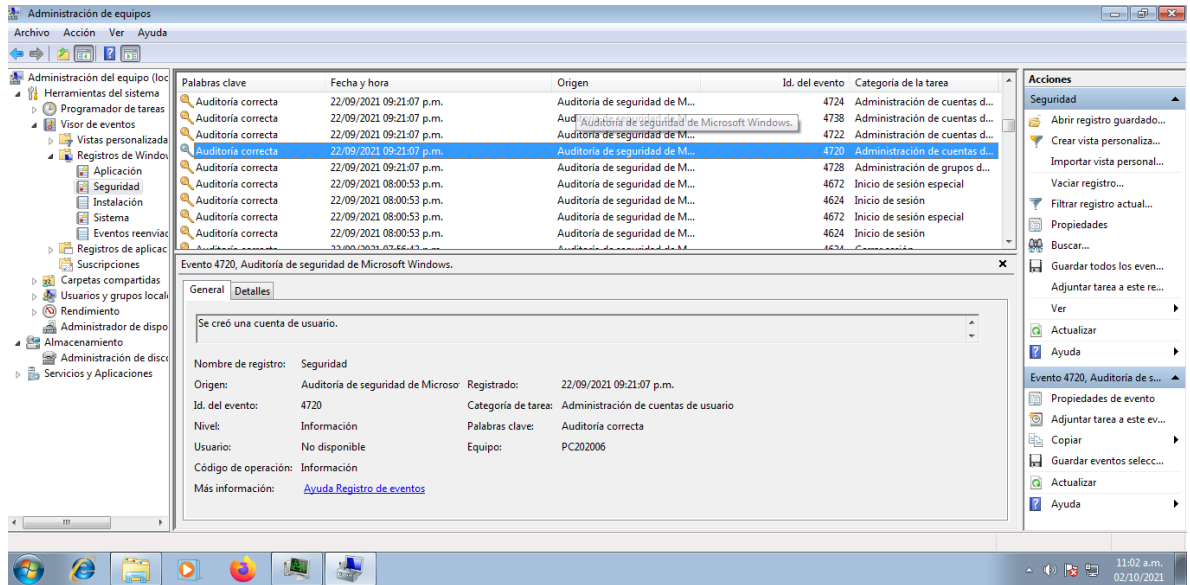 Administración de equipos
Archivo Acción Ver Ayuda
Administración del equipo (loc
Herramientas del sistema
Programador de tareas
Visor de eventos
Vistas personalizada
Registros de Window
Aplicación
Seguridad
Instalación
Sistema
Eventos reenviac
Registros de aplicac
Suscripciones
Carpetas compartidas
Usuarios y grupos locale
Rendimiento
Administrador de dispo
Almacenamiento
Administración de disco
Servicios y Aplicaciones
Palabras clave Fecha y hora Origen Id. del evento Categoría de la tarea
Auditoría correcta 22/09/2021 09:21:07 p.m. Auditoría de seguridad de M... 4724 Administración de cuentas d...
Auditoría correcta 22/09/2021 09:21:07 p.m. 4738 Administración de cuentas d...
Auditoría de seguridad de Microsoft Windows.
Auditoría correcta 22/09/2021 09:21:07 p.m. Auditoría de seguridad de M... 4722 Administración de cuentas d...
Auditoría correcta 22/09/2021 09:21:07 p.m. Auditoría de seguridad de M... 4720 Administración de cuentas d...
Auditoría correcta 22/09/2021 09:21:07 p.m. Auditoría de seguridad de M... 4728 Administración de grupos d...
Auditoría correcta 22/09/2021 08:00:53 p.m. Auditoría de seguridad de M... 4672 Inicio de sesión especial
Auditoría correcta 22/09/2021 08:00:53 p.m. Auditoría de seguridad de M... 4624 Inicio de sesión
Auditoría correcta 22/09/2021 08:00:53 p.m. Auditoría de seguridad de M... 4672 Inicio de sesión especial
Auditoría correcta 22/09/2021 08:00:53 p.m. Auditoría de seguridad de M... 4624 Inicio de sesión
Evento 4720, Auditoría de seguridad de Microsoft Windows.
General Detalles
Se creó una cuenta de usuario.
Nombre de registro: Seguridad
Origen: Auditoría de seguridad de Microso Registrado: 22/09/2021 09:21:07 p.m.
Id. del evento: 4720 Categoría de tarea: Administración de cuentas de usuario
Nivel: Información Palabras clave: Auditoría correcta
Usuario: No disponible Equipo: PC202006
Código de operación: Información
Más información: Ayuda Registro de eventos
Acciones
Seguridad
Abrir registro guardado...
Crear vista personaliza...
Importar vista personal...
Vaciar registro...
Filtrar registro actual...
Propiedades
Buscar...
Guardar todos los even...
Adjuntar tarea a este re...
Ver
Actualizar
Ayuda
Evento 4720, Auditoría de s...
Propiedades de evento
Adjuntar tarea a este ev...
Copiar
Guardar eventos selecc...
Actualizar
Ayuda
11:02 a.m.
02/10/2021